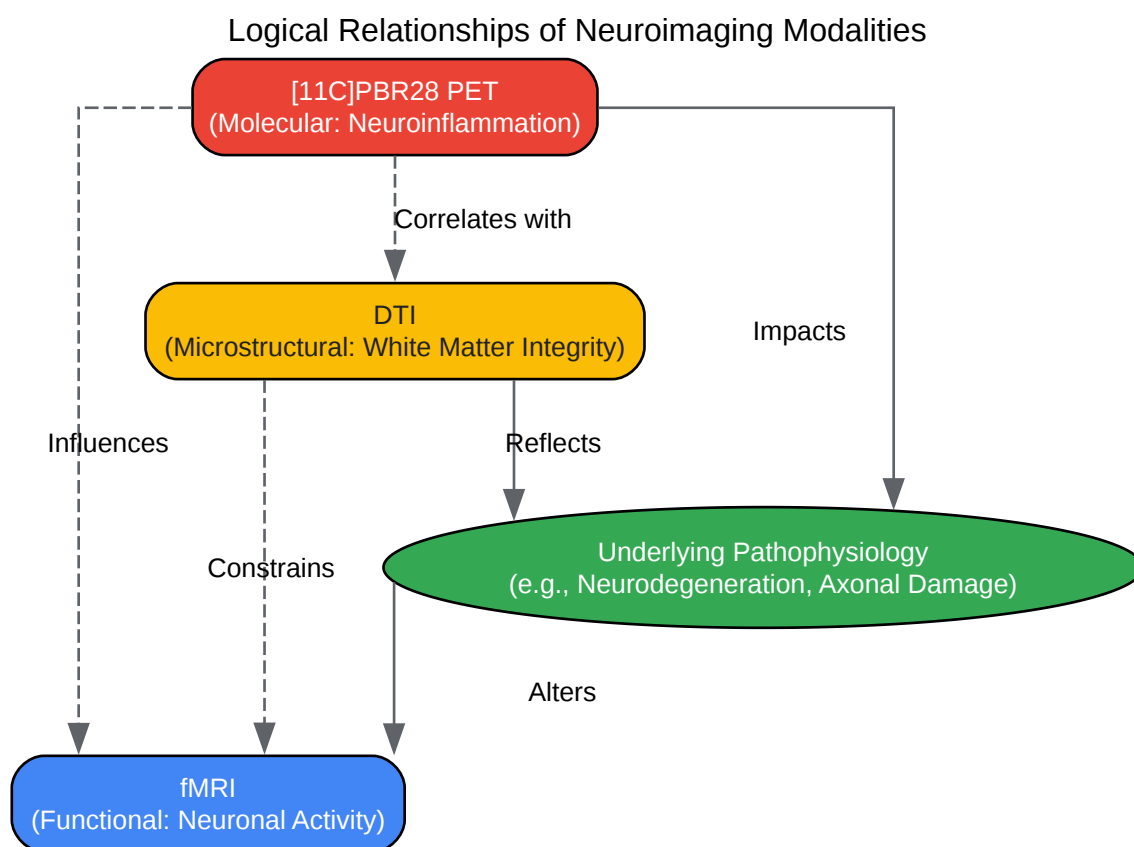 Logical Relationships of Neuroimaging Modalities
[11C]PBR28 PET
(Molecular: Neuroinflammation)
Correlates with
DTI
(Microstructural: White Matter Integrity)
Impacts
Influences
Reflects
Underlying Pathophysiology
(e.g., Neurodegeneration, Axonal Damage)
Constrains
Alters
fMRI
(Functional: Neuronal Activity)